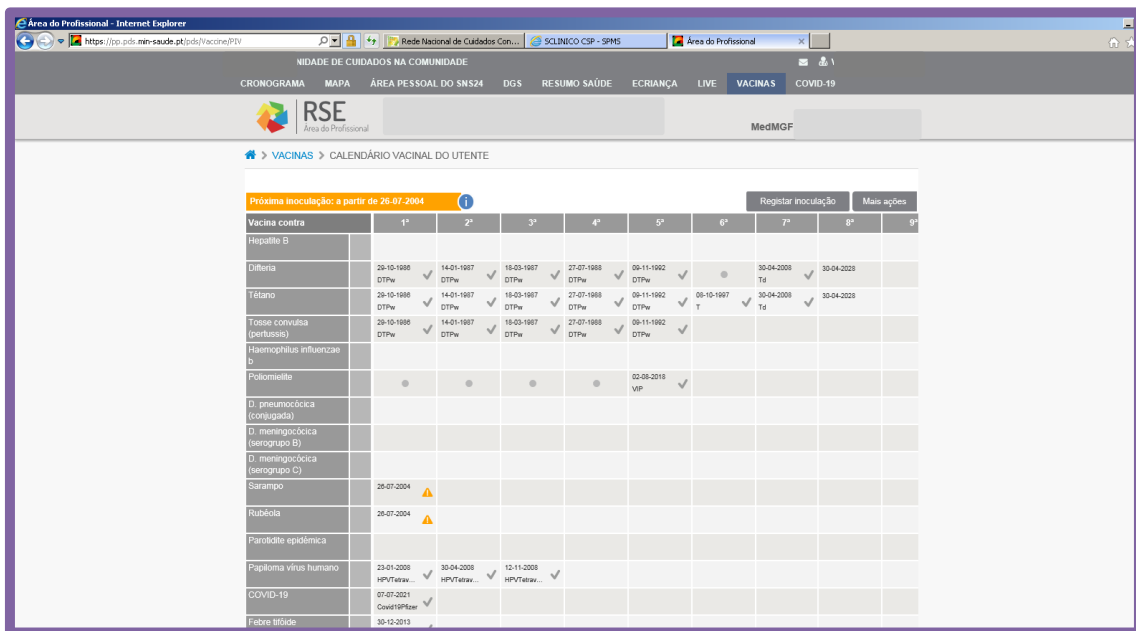 Área do Profissional - Internet Explorer
https://pp.pds.min-saude.pt/pds/Vaccine/PIV
Rede Nacional de Cuidados Con...
SCLINICO CSP - SPMS
Área do Profissional
NIDADE DE CUIDADOS NA COMUNIDADE
CRONOGRAMA MAPA ÁREA PESSOAL DO SNS24 DGS RESUMO SAÚDE ECRIANÇA LIVE VACINAS COVID-19
RSE
Área do Profissional
MedMGF
> VACINAS > CALENDÁRIO VACINAL DO UTENTE
Próxima inoculação: a partir de 26-07-2004 i
Registar inoculação Mais ações
Vacina contra 1ª 2ª 3ª 4ª 5ª 6ª 7ª 8ª 9ª
Hepatite B
Difteria
29-10-1986 14-01-1987 18-03-1987 27-07-1988 09-11-1992 30-04-2008 30-04-2028
DTPw DTPw DTPw DTPw DTPw Td
Tétano
29-10-1986 14-01-1987 18-03-1987 27-07-1988 09-11-1992 08-10-1997 30-04-2008 30-04-2028
DTPw DTPw DTPw DTPw DTPw T Td
Tosse convulsa
(pertussis)
29-10-1986 14-01-1987 18-03-1987 27-07-1988 09-11-1992
DTPw DTPw DTPw DTPw DTPw
Haemophilus influenzae
b
Poliomielite
02-08-2018
VIP
D. pneumocócica
(conjugada)
D. meningocócica
(serogrupo B)
D. meningocócica
(serogrupo C)
Sarampo 26-07-2004
Rubéola 26-07-2004
Parotidite epidémica
Papiloma vírus humano
23-01-2008 30-04-2008 12-11-2008
HPVTetrav... HPVTetrav... HPVTetrav...
COVID-19
07-07-2021
Covid19Pfizer
Febre tifóide 30-12-2013